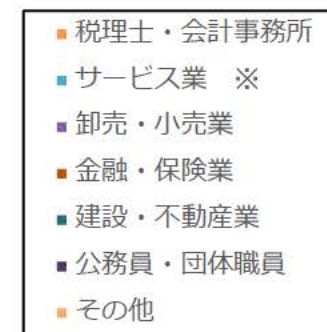 税理士・会計事務所
サービス業　※
卸売・小売業
金融・保険業
建設・不動産業
公務員・団体職員
その他